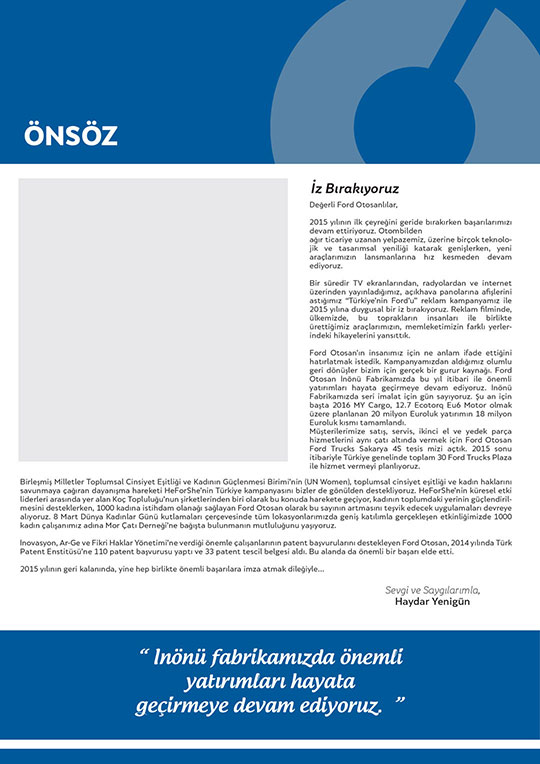 ÖNSÖZ
İz Bırakıyoruz
Değerli Ford Otosanlılar,
2015 yılının ilk çeyreğini geride bırakırken başarılarımızı
devam ettiriyoruz. Otombilden
ağır ticariye uzanan yelpazemiz, üzerine birçok teknolo-
jik ve tasarımsal yeniliği katarak genişlerken, yeni
araçlarımızın lansmanlarına hız kesmeden devam
ediyoruz.
Bir süredir TV ekranlarından, radyolardan ve internet
üzerinden yayınladığımız, açıkhava panolarına afişlerini
astığımız “Türkiye'nin Ford'u” reklam kampanyamız ile
2015 yılına duygusal bir iz bırakıyoruz. Reklam filminde,
ülkemizde, bu toprakların insanları ile birlikte
ürettiğimiz araçlarımızın, memleketimizin farklı yerler-
indeki hikayelerini yansıttık.
Ford Otosan'ın insanımız için ne anlam ifade ettiğini
hatırlatmak istedik. Kampanyamızdan aldığımız olumlu
geri dönüşler bizim için gerçek bir gurur kaynağı. Ford
Otosan İnönü Fabrikamızda bu yıl itibari ile önemli
yatırımları hayata geçirmeye devam ediyoruz. İnönü
Fabrikamızda seri imalat için gün sayıyoruz. Şu an için
başta 2016 MY Cargo, 12.7 Ecotorq Eu6 Motor olmak
üzere planlanan 20 milyon Euroluk yatırımın 18 milyon
Euroluk kısmı tamamlandı.
Müşterilerimize satış, servis, ikinci el ve yedek parça
hizmetlerini aynı çatı altında vermek için Ford Otosan
Ford Trucks Sakarya 4S tesis mizi açtık. 2015 sonu
itibariyle Türkiye genelinde toplam 30 Ford Trucks Plaza
ile hizmet vermeyi planlıyoruz.
Birleşmiş Milletler Toplumsal Cinsiyet Eşitliği ve Kadının Güçlenmesi Birimi'nin (UN Women), toplumsal cinsiyet eşitliği ve kadın haklarını
savunmaya çağıran dayanışma hareketi HeForShe'nin Türkiye kampanyasını bizler de gönülden destekliyoruz. HeForShe'nin küresel etki
liderleri arasında yer alan Koç Topluluğu'nun şirketlerinden biri olarak bu konuda harekete geçiyor, kadının toplumdaki yerinin güçlendiril-
mesini desteklerken, 1000 kadına istihdam olanağı sağlayan Ford Otosan olarak bu sayının artmasını teşvik edecek uygulamaları devreye
alıyoruz. 8 Mart Dünya Kadınlar Günü kutlamaları çerçevesinde tüm lokasyonlarımızda geniş katılımla gerçekleşen etkinliğimizde 1000
kadın çalışanımız adına Mor Çatı Derneği'ne bağışta bulunmanın mutluluğunu yaşıyoruz.
İnovasyon, Ar-Ge ve Fikri Haklar Yönetimi'ne verdiği önemle çalışanlarının patent başvurularını destekleyen Ford Otosan, 2014 yılında Türk
Patent Enstitüsü'ne 110 patent başvurusu yaptı ve 33 patent tescil belgesi aldı. Bu alanda da önemli bir başarı elde etti.
2015 yılının geri kalanında, yine hep birlikte önemli başarılara imza atmak dileğiyle...
Sevgi ve Saygılarımla,
Haydar Yenigün
“ İnönü fabrikamızda önemli
yatırımları hayata
geçirmeye devam ediyoruz. ”